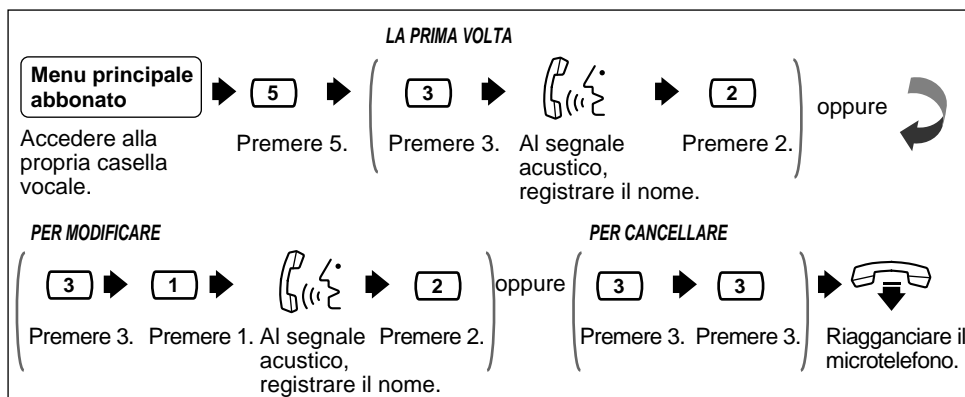 LA PRIMA VOLTA
Menu principale
abbonato
5
3
2
oppure
Accedere alla
propria casella
vocale.
Premere 5.
Premere 3.
Al segnale
acustico,
registrare il nome.
Premere 2.
PER MODIFICARE
PER CANCELLARE
3
1
2
oppure
3
3
Premere 3.
Premere 1.
Al segnale
acustico,
registrare il nome.
Premere 2.
Premere 3.
Premere 3.
Riagganciare il
microtelefono.